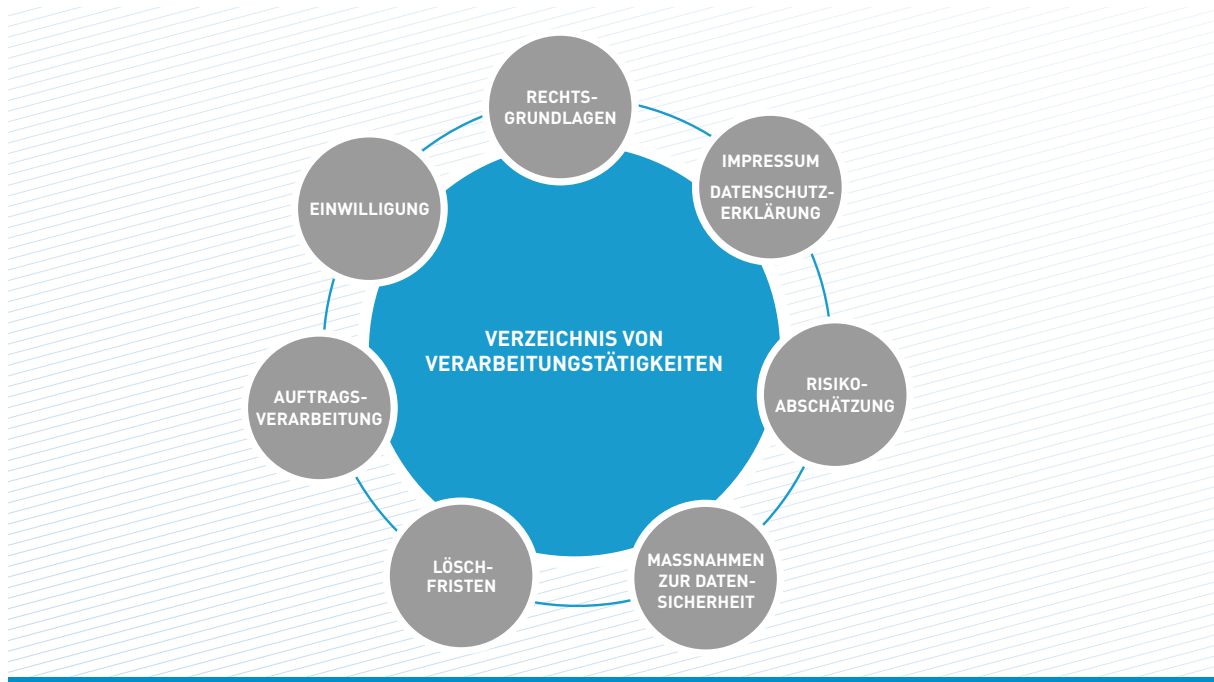 RECHTS-
GRUNDLAGEN
IMPRESSUM
DATENSCHUTZ-
ERKLÄRUNG
EINWILLIGUNG
VERZEICHNIS VON
VERARBEITUNGSTÄTIGKEITEN
RISIKO-
ABSCHÄTZUNG
AUFTRAGS-
VERARBEITUNG
LÖSCH-
FRISTEN
MASSNAHMEN
ZUR DATEN-
SICHERHEIT